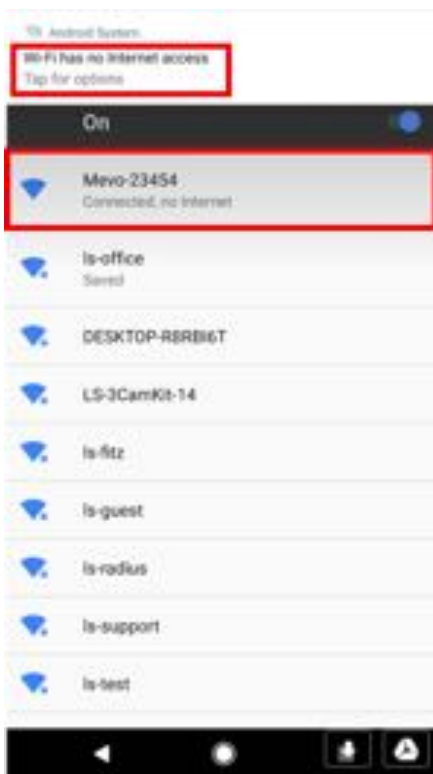 Android System
Wi-Fi has no Internet access
Tap for options
On
Mevo-23454
Connected, no Internet
ls-office
Saved
DESKTOP-R8RBI6T
LS-3CamKit-14
ls-fitz
ls-guest
ls-radius
ls-support
ls-test